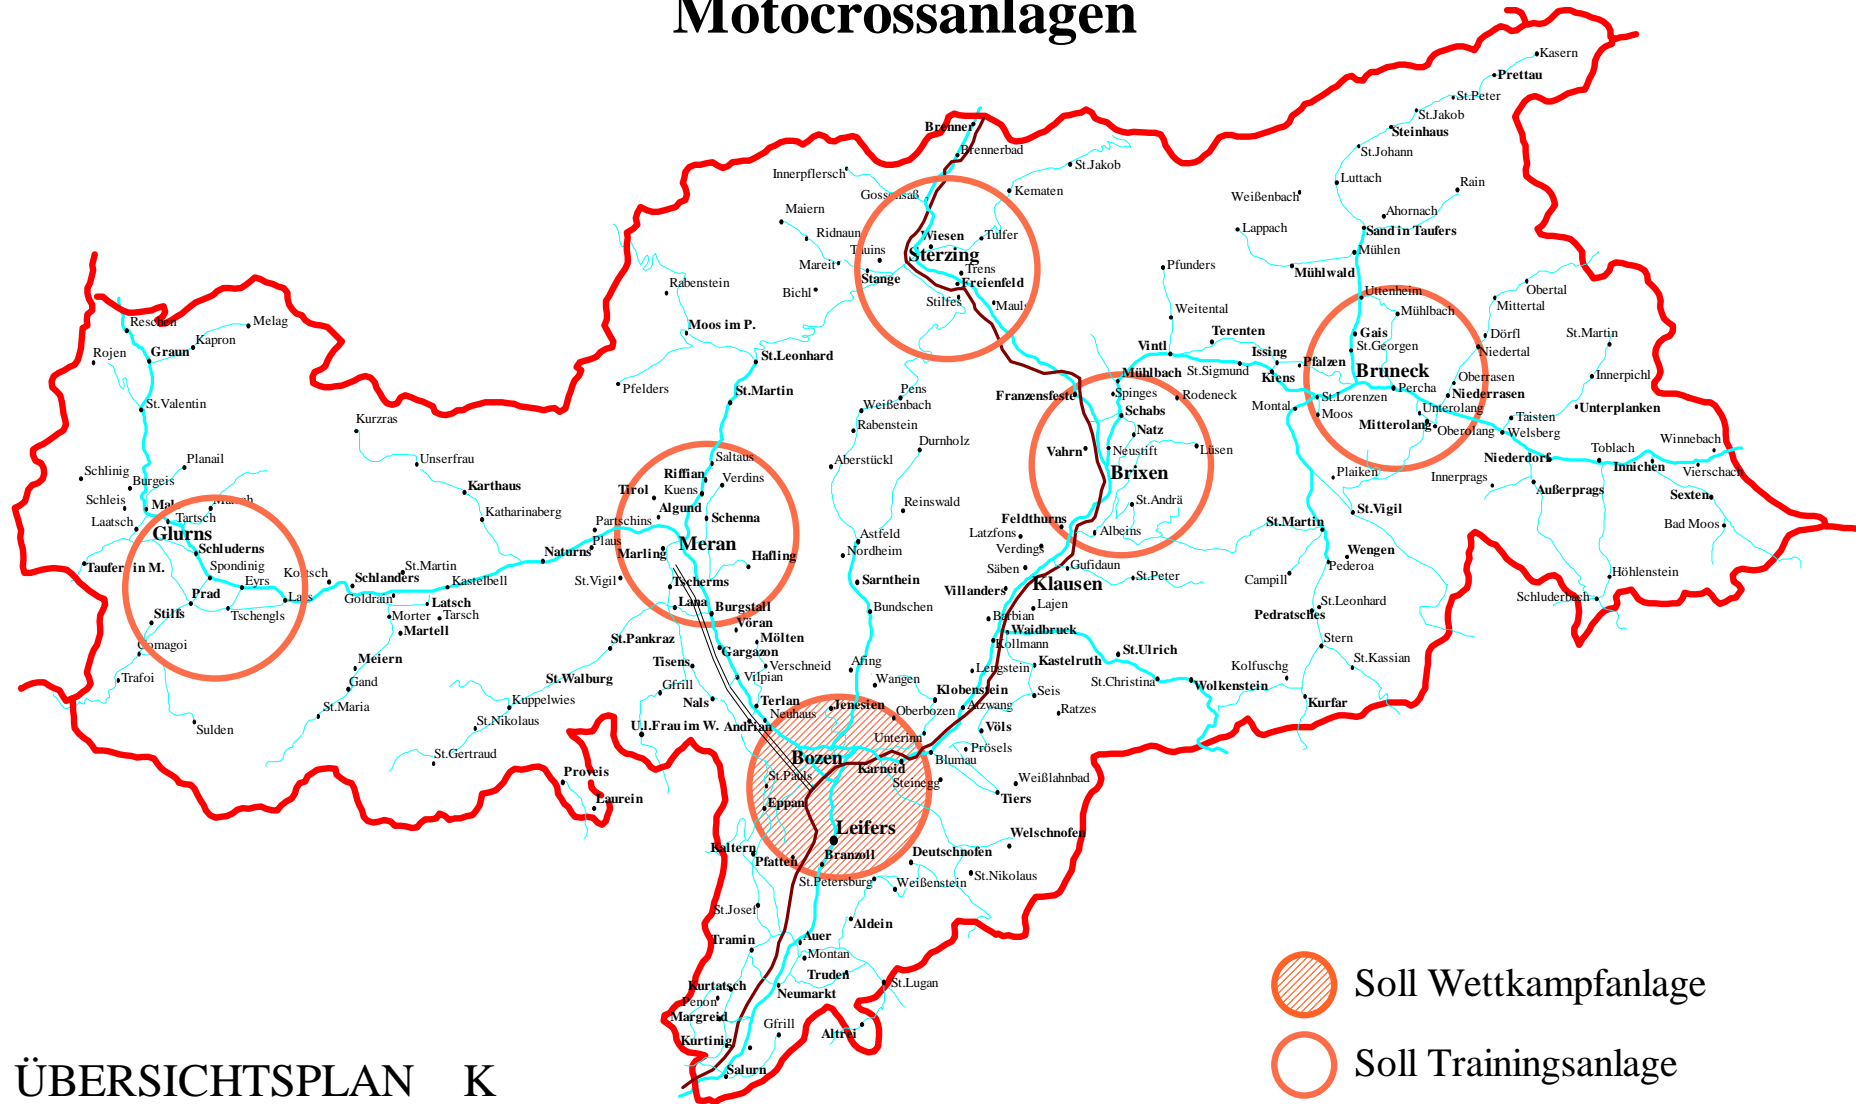 Motocrossanlagen
Kasern
Prettau
St.Peter
St.Jakob
Steinhaus
St.Johann
Brenner
Brennerbad
St.Jakob
Innerpflersch
Gossensaß
Kematen
Luttach
Rain
Weißenbach
Ahornach
Maiern
Ridnaun
Wiesen
Tulfer
Lappach
Sand in Taufers
Mühlen
Sterzing
Mareit
Trens
Stange
Freienfeld
Pfunders
Mühlwald
Rabenstein
Bichl
Stilfes
Mauls
Uttenheim
Obertal
Mittertal
Weitental
Mühlbach
Reschen
Melag
Moos im P.
Terenten
Gais
Dörfl
St.Martin
Kapron
Graun
Rojen
St.Leonhard
Vintl
Issing
St.Georgen
Niedertal
Pfalzen
St.Sigmund
Kiens
Bruneck
Innerpichl
Mühlbach
Oberrasen
Pfelders
St.Martin
Pens
Franzensfeste
Spinges
Rodeneck
Percha
Niederrasen
St.Lorenzen
St.Valentin
Weißenbach
Schabs
Montal
Moos
Unterolang
Unterplanken
Kurzras
Rabenstein
Natz
Mitterolang
Oberolang
Taisten
Welsberg
Durnholz
Vahrn
Neustift
Lüsen
Toblach
Winnebach
Unserfrau
Saltaus
Aberstückl
Brixen
Niederdorf
Innichen
Vierschach
Planail
Schlinig
Burgeis
Riffian
Verdins
Plaiken
Innerprags
Außerprags
Sexten
Karthaus
Tirol
Kuens
Schleis
Algund
Schenna
Reinswald
St.Andrä
St.Vigil
Laatsch
Tartsch
Katharinaberg
Partschins
Feldthurns
St.Martin
Bad Moos
Glurns
Plaus
Meran
Astfeld
Latzfons
Albeins
Schluderns
Naturns
Marling
Hafling
Nordheim
Verdings
Wengen
Taufers in M.
Spondinig
St.Martin
Säben
Gufidaun
Pederoa
Eyrs
Kortsch
Schlanders
Kastelbell
St.Vigil
Tscherms
Sarnthein
Klausen
St.Peter
Campill
Höhlenstein
Prad
Laas
Goldrain
Latsch
Lana
Burgstall
Villanders
Lajen
St.Leonhard
Schluderbach
Stilfs
Tschengls
Morter
Tarsch
Bundschen
Barbian
Pedratsches
Martell
Vöran
Waidbruck
Gomagoi
St.Pankraz
Mölten
Kollmann
Stern
Meiern
Gargazon
St.Ulrich
Tisens
Verschneid
Afing
Lengstein
Kastelruth
Kolfuschg
St.Kassian
Trafoi
Gand
St.Walburg
Vilpian
Wangen
St.Christina
Wolkenstein
Gfrill
Klobenstein
Seis
Kuppelwies
Nals
Terlan
Jenesien
Atzwang
Ratzes
Kurfar
St.Maria
Neuhaus
Oberbozen
Sulden
St.Nikolaus
U.l.Frau im W.
Andrian
Völs
Unterinn
St.Gertraud
Bozen
Prösels
Blumau
Karneid
Proveis
St.Pauls
Steinegg
Weißlahnbad
Laurein
Eppan
Tiers
Leifers
Welschnofen
Kaltern
Pfatten
Branzoll
Deutschnofen
St.Petersburg
Weißenstein
St.Nikolaus
St.Josef
Aldein
Tramin
Auer
Montan
Truden
Soll Wettkampfanlage
Kurtatsch
Neumarkt
St.Lugan
Penon
Margreid
Gfrill
Altrei
Kurtinig
Soll Trainingsanlage
Salurn
ÜBERSICHTSPLAN K